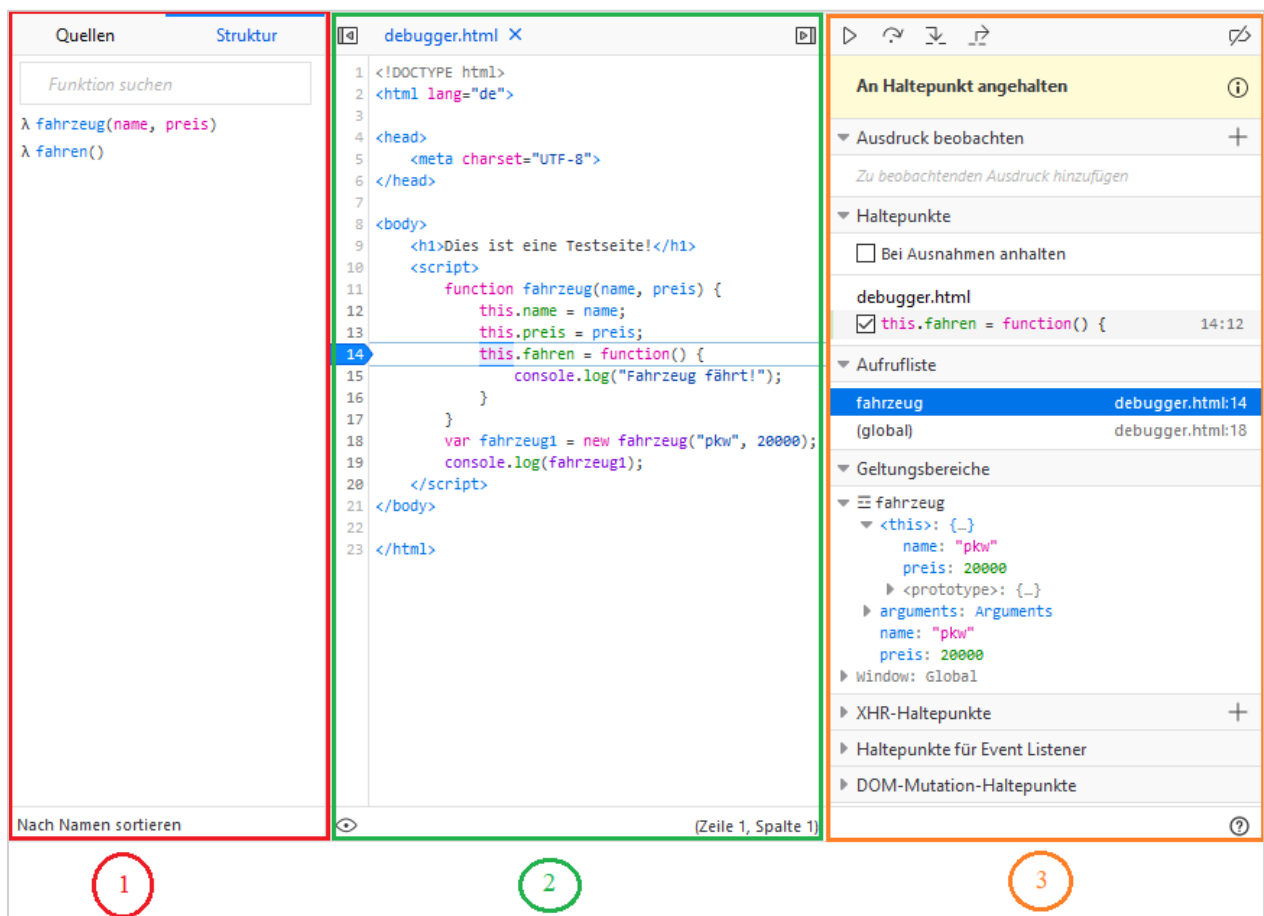 Quellen Struktur
Funktion suchen
λ fahrzeug(name, preis)
λ fahren()
Nach Namen sortieren
debugger.html
1 <!DOCTYPE html>
2 <html lang="de">
3
4 <head>
5 <meta charset="UTF-8">
6 </head>
7
8 <body>
9 <h1>Dies ist eine Testseite!</h1>
10 <script>
11 function fahrzeug(name, preis) {
12 this.name = name;
13 this.preis = preis;
14 this.fahren = function() {
15 console.log("Fahrzeug fährt!");
16 }
17 }
18 var fahrzeug1 = new fahrzeug("pkw", 20000);
19 console.log(fahrzeug1);
20 </script>
21 </body>
22
23 </html>
(Zeile 1, Spalte 1)
An Haltepunkt angehalten
Ausdruck beobachten
Zu beobachtenden Ausdruck hinzufügen
Haltepunkte
Bei Ausnahmen anhalten
debugger.html
this.fahren = function() { 14:12
Aufrufliste
fahrzeug debugger.html:14
(global) debugger.html:18
Geltungsbereiche
fahrzeug
<this>: {…}
name: "pkw"
preis: 20000
<prototype>: {…}
arguments: Arguments
name: "pkw"
preis: 20000
Window: Global
XHR-Haltepunkte
Haltepunkte für Event Listener
DOM-Mutation-Haltepunkte
1
2
3